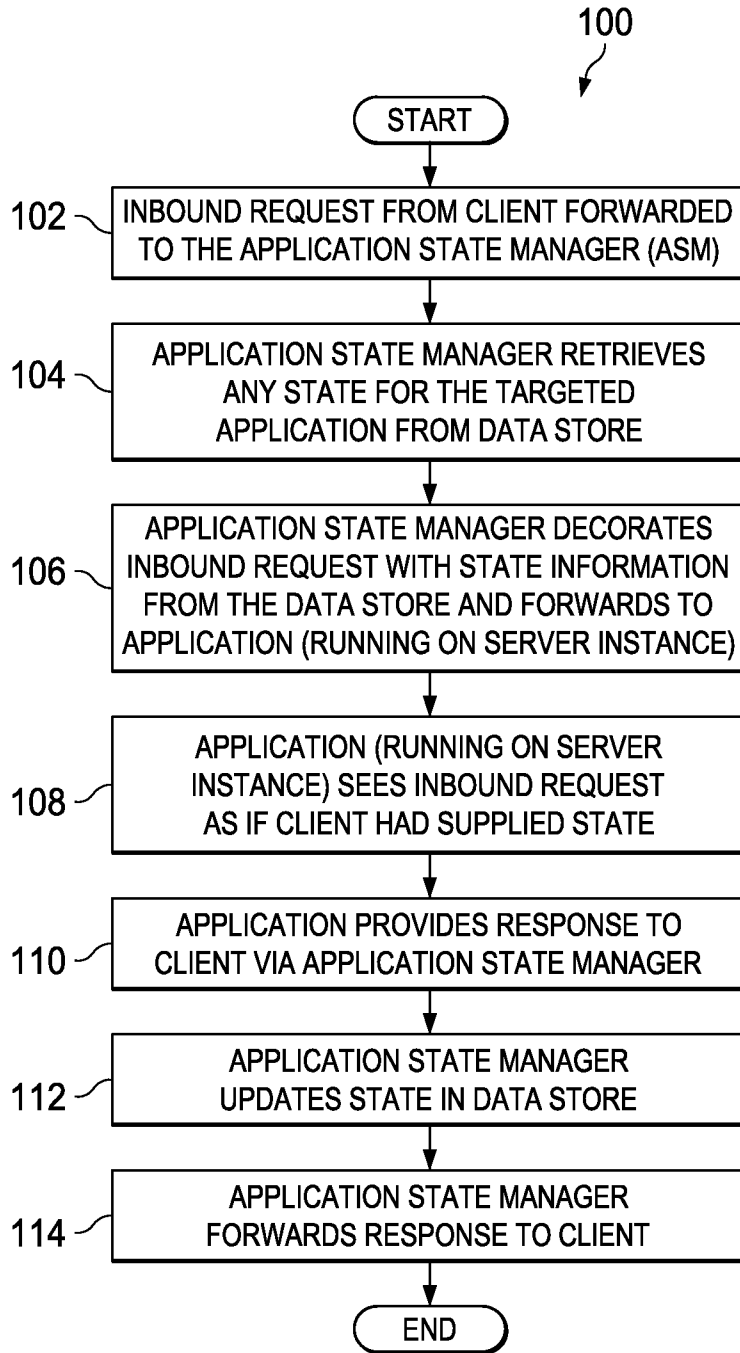 100
START
102
INBOUND REQUEST FROM CLIENT FORWARDED
TO THE APPLICATION STATE MANAGER (ASM)
104
APPLICATION STATE MANAGER RETRIEVES
ANY STATE FOR THE TARGETED
APPLICATION FROM DATA STORE
106
APPLICATION STATE MANAGER DECORATES
INBOUND REQUEST WITH STATE INFORMATION
FROM THE DATA STORE AND FORWARDS TO
APPLICATION (RUNNING ON SERVER INSTANCE)
108
APPLICATION (RUNNING ON SERVER
INSTANCE) SEES INBOUND REQUEST
AS IF CLIENT HAD SUPPLIED STATE
110
APPLICATION PROVIDES RESPONSE TO
CLIENT VIA APPLICATION STATE MANAGER
112
APPLICATION STATE MANAGER
UPDATES STATE IN DATA STORE
114
APPLICATION STATE MANAGER
FORWARDS RESPONSE TO CLIENT
END